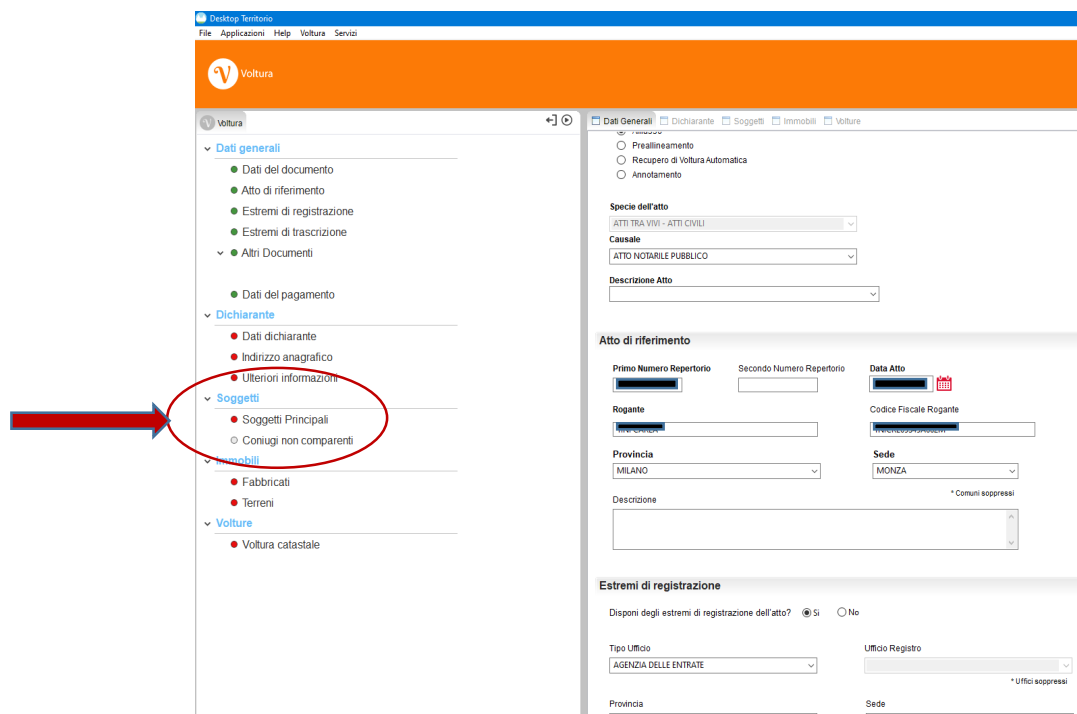 Desktop Territorio
File Applicazioni Help Voltura Servizi
V Voltura
V Voltura
Dati generali
Dati del documento
Atto di riferimento
Estremi di registrazione
Estremi di trascrizione
Altri Documenti
Dati del pagamento
Dichiarante
Dati dichiarante
Indirizzo anagrafico
Ulteriori informazioni
Soggetti
Soggetti Principali
Coniugi non comparenti
Immobili
Fabbricati
Terreni
Volture
Voltura catastale
Dati Generali Dichiarante Soggetti Immobili Volture
Preallineamento
Recupero di Voltura Automatica
Annotamento
Specie dell'atto
ATTI TRA VIVI - ATTI CIVILI
Causale
ATTO NOTARILE PUBBLICO
Descrizione Atto
Atto di riferimento
Primo Numero Repertorio Secondo Numero Repertorio Data Atto
Rogante Codice Fiscale Rogante
Provincia Sede
MILANO MONZA
* Comuni soppressi
Descrizione
Estremi di registrazione
Disponi degli estremi di registrazione dell'atto? Si No
Tipo Ufficio Ufficio Registro
AGENZIA DELLE ENTRATE
* Uffici soppressi
Provincia Sede